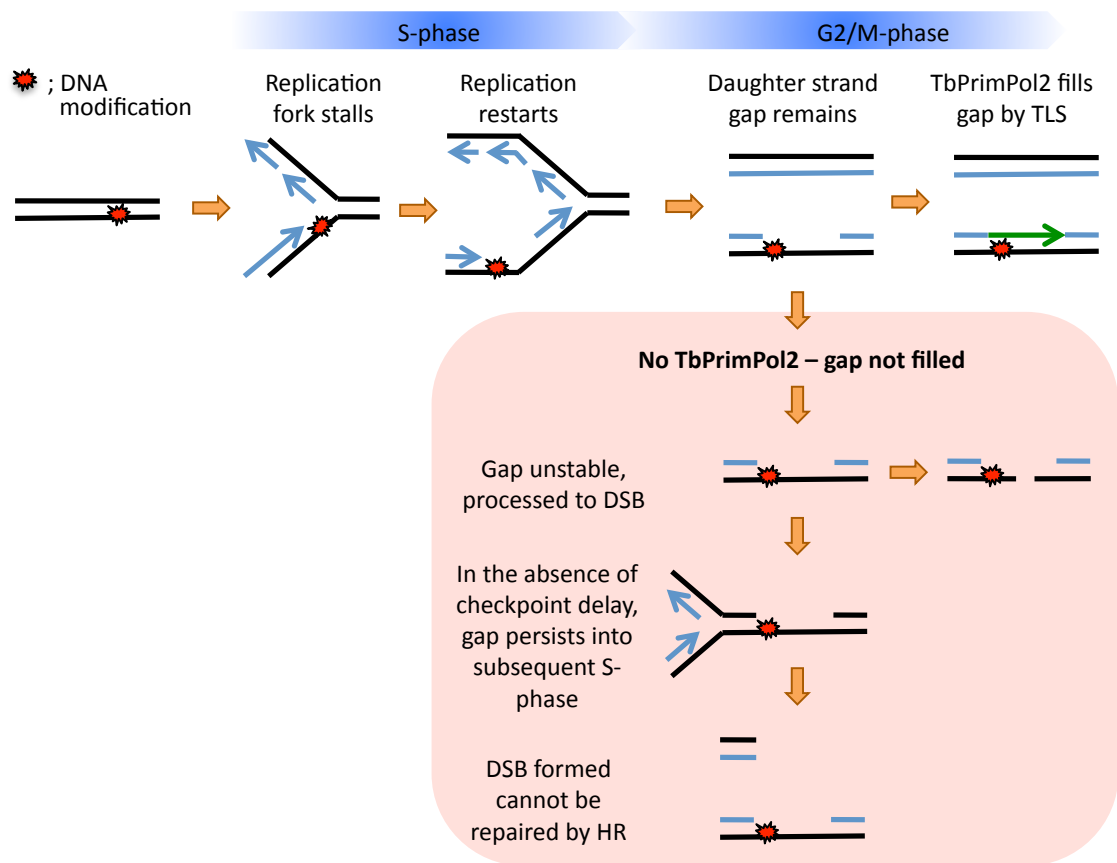 S-phase
G2/M-phase
; DNA
modification
Replication
fork stalls
Replication
restarts
Daughter strand
gap remains
TbPrimPol2 fills
gap by TLS
No TbPrimPol2 – gap not filled
Gap unstable,
processed to DSB
In the absence of
checkpoint delay,
gap persists into
subsequent S-
phase
DSB formed
cannot be
repaired by HR